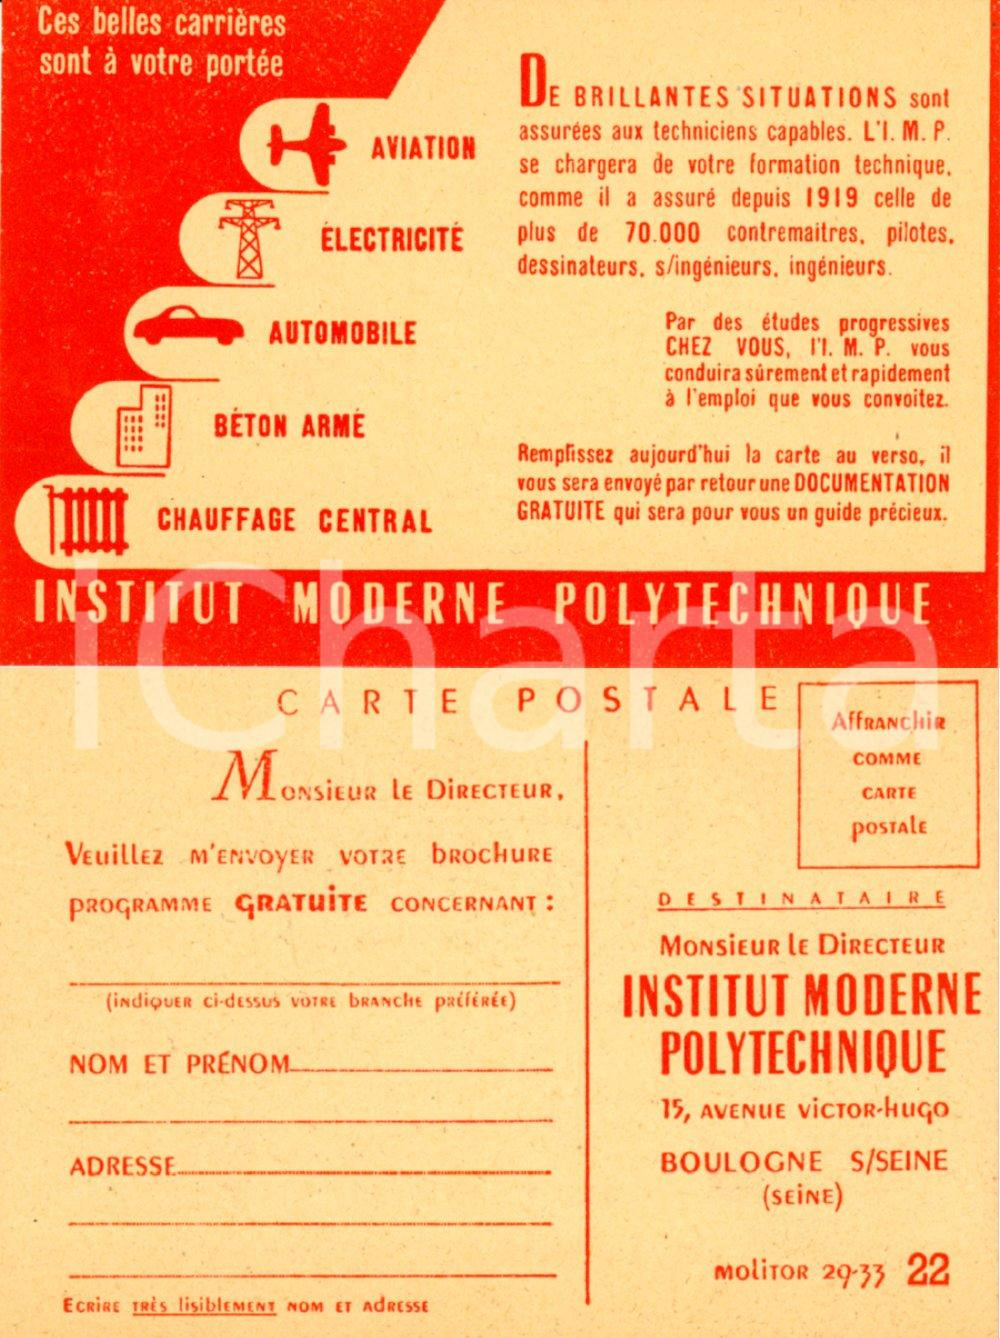 Ces belles carrières
sont à votre portée
AVIATION
ÉLECTRICITÉ
AUTOMOBILE
BÉTON ARMÉ
CHAUFFAGE CENTRAL
DE BRILLANTES SITUATIONS sont
assurées aux techniciens capables. L'I. M. P.
se chargera de votre formation technique,
comme il a assuré depuis 1919 celle de
plus de 70.000 contremaitres, pilotes,
dessinateurs, s/ingénieurs, ingénieurs.
Par des études progressives
CHEZ VOUS, l'I. M. P. vous
conduira sûrement et rapidement
à l'emploi que vous convoitez.
Remplissez aujourd'hui la carte au verso, il
vous sera envoyé par retour une DOCUMENTATION
GRATUITE qui sera pour vous un guide précieux.
INSTITUT MODERNE POLYTECHNIQUE
iCharta
CARTE POSTALE
Affranchir
comme
carte
postale
Monsieur le Directeur,
Veuillez m'envoyer votre brochure
programme GRATUITE concernant :
(indiquer ci-dessus votre branche préférée)
NOM ET PRÉNOM
ADRESSE
Ecrire très lisiblement nom et adresse
DESTINATAIRE
Monsieur le Directeur
INSTITUT MODERNE
POLYTECHNIQUE
15, avenue Victor-Hugo
BOULOGNE S/SEINE
(Seine)
Molitor 29-33 22